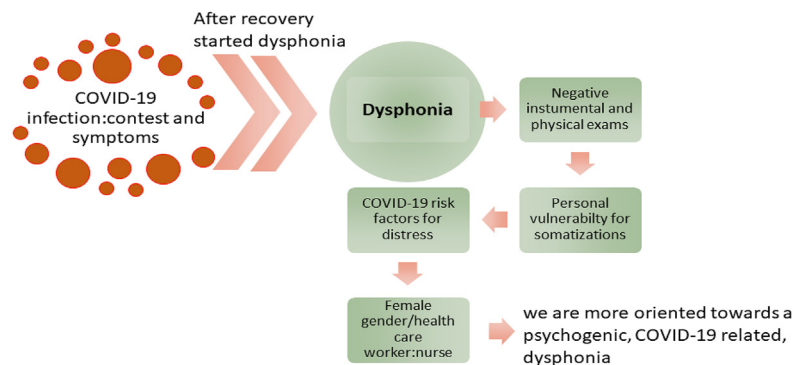 After recovery
started dysphonia
COVID-19
infection:contest and
symptoms
Dysphonia
Negative
instumental and
physical exams
Personal
vulnerabilty for
somatizations
COVID-19 risk
factors for
distress
Female
gender/health
care
worker:nurse
we are more oriented towards a
psychogenic, COVID-19 related,
dysphonia